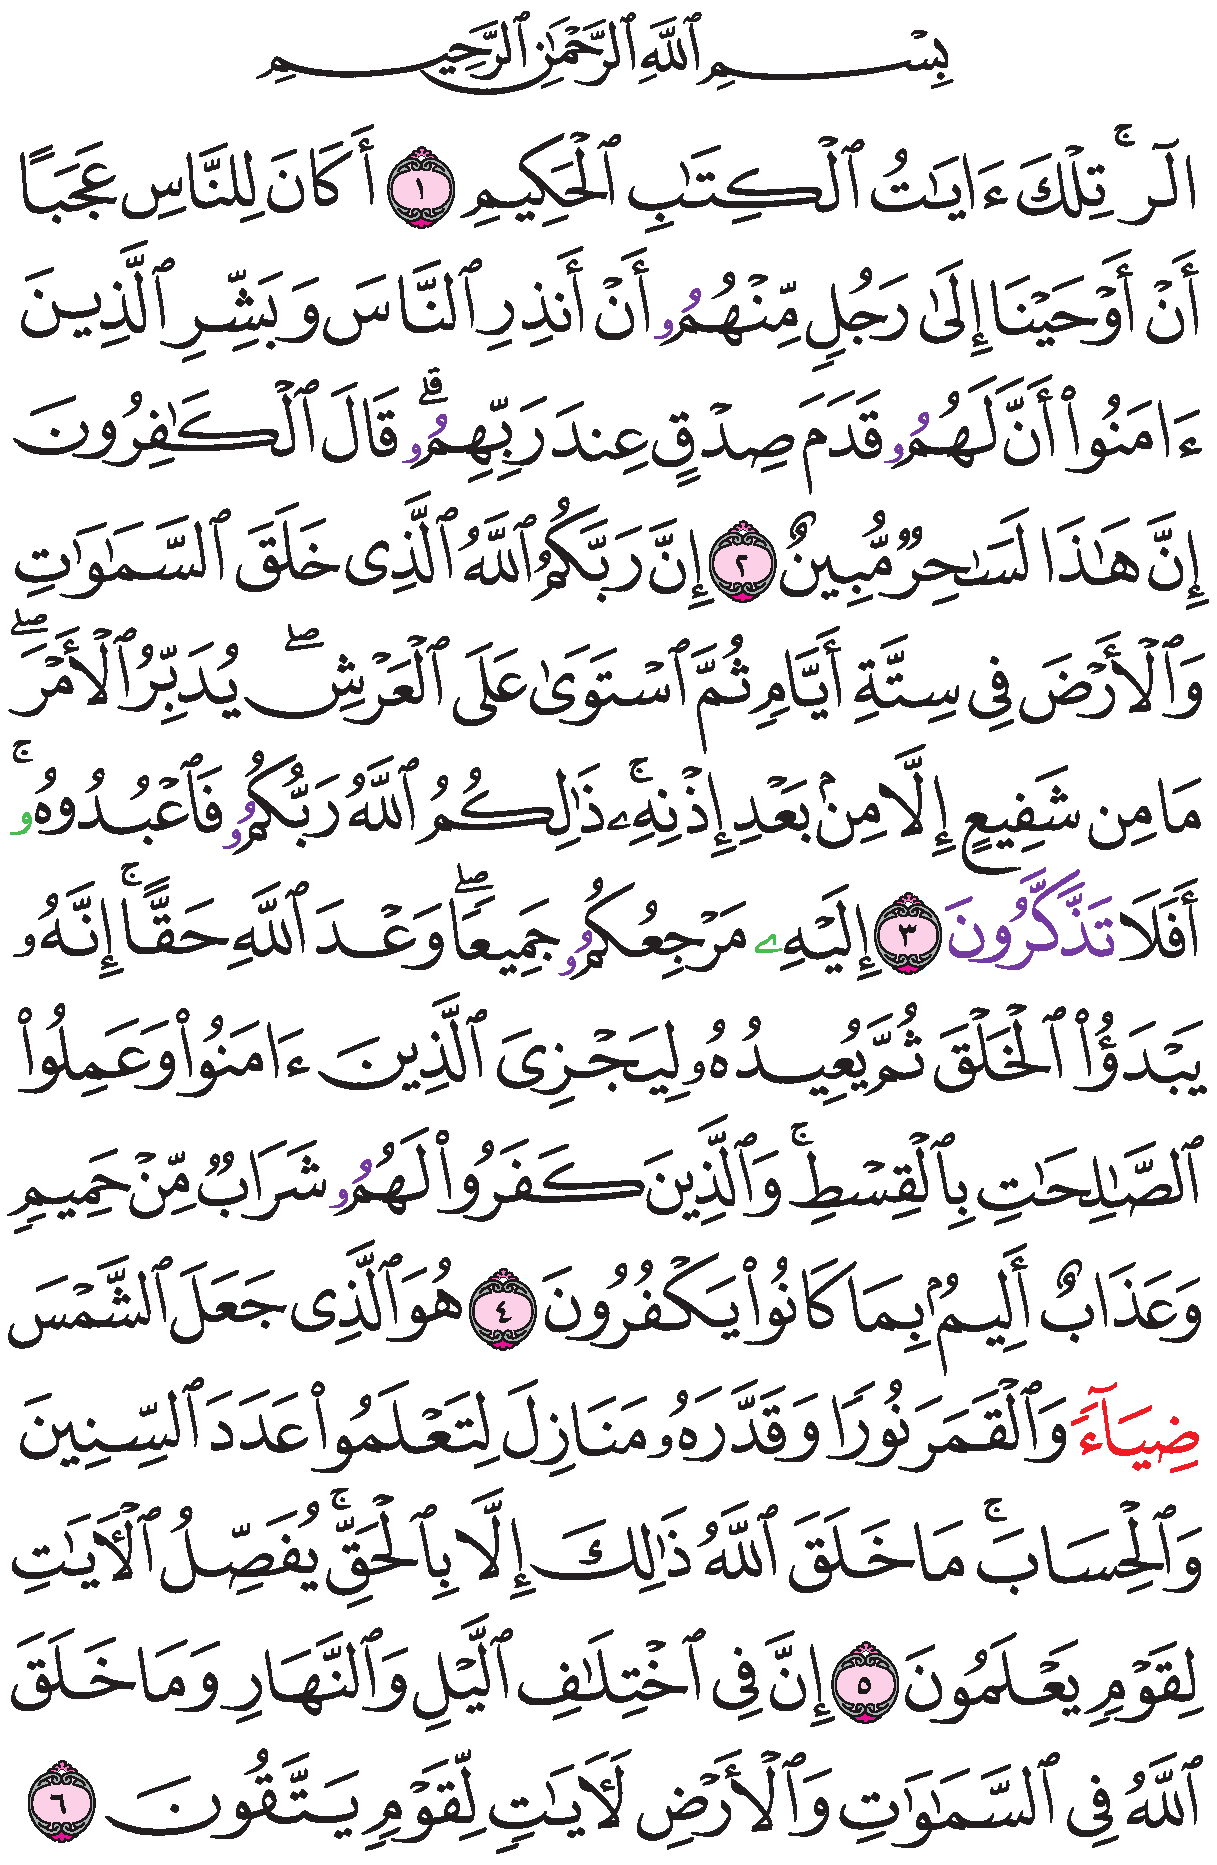 بِسْمِ ٱللَّهِ ٱلرَّحْمَٰنِ ٱلرَّحِيمِ
الٓرۚ تِلْكَ ءَايَٰتُ ٱلْكِتَٰبِ ٱلْحَكِيمِ ١ أَكَانَ لِلنَّاسِ عَجَبًا
أَنْ أَوْحَيْنَا إِلَىٰ رَجُلٍ مِّنْهُمُۥ أَنْ أَنذِرِ ٱلنَّاسَ وَبَشِّرِ ٱلَّذِينَ
ءَامَنُوا۟ أَنَّ لَهُمُۥ قَدَمَ صِدْقٍ عِندَ رَبِّهِمُۥۗ قَالَ ٱلْكَٰفِرُونَ
إِنَّ هَٰذَا لَسَٰحِرٌ مُّبِينٌ ٢ إِنَّ رَبَّكُمُ ٱللَّهُ ٱلَّذِى خَلَقَ ٱلسَّمَٰوَٰتِ
وَٱلْأَرْضَ فِى سِتَّةِ أَيَّامٍ ثُمَّ ٱسْتَوَىٰ عَلَى ٱلْعَرْشِۖ يُدَبِّرُ ٱلْأَمْرَۖ
مَا مِن شَفِيعٍ إِلَّا مِنۢ بَعْدِ إِذْنِهِۦۚ ذَٰلِكُمُ ٱللَّهُ رَبُّكُمُۥ فَٱعْبُدُوهُۥۚ
أَفَلَا تَذَّكَّرُونَ ٣ إِلَيْهِۦ مَرْجِعُكُمُۥ جَمِيعًاۖ وَعْدَ ٱللَّهِ حَقًّاۚ إِنَّهُۥ
يَبْدَؤُا۟ ٱلْخَلْقَ ثُمَّ يُعِيدُهُۥ لِيَجْزِىَ ٱلَّذِينَ ءَامَنُوا۟ وَعَمِلُوا۟
ٱلصَّٰلِحَٰتِ بِٱلْقِسْطِۚ وَٱلَّذِينَ كَفَرُوا۟ لَهُمُۥ شَرَابٌ مِّنْ حَمِيمٍ
وَعَذَابٌ أَلِيمٌۢ بِمَا كَانُوا۟ يَكْفُرُونَ ٤ هُوَ ٱلَّذِى جَعَلَ ٱلشَّمْسَ
ضِيَآءً وَٱلْقَمَرَ نُورًا وَقَدَّرَهُۥ مَنَازِلَ لِتَعْلَمُوا۟ عَدَدَ ٱلسِّنِينَ
وَٱلْحِسَابَۚ مَا خَلَقَ ٱللَّهُ ذَٰلِكَ إِلَّا بِٱلْحَقِّۚ يُفَصِّلُ ٱلْأَيَٰتِ
لِقَوْمٍ يَعْلَمُونَ ٥ إِنَّ فِى ٱخْتِلَٰفِ ٱلَّيْلِ وَٱلنَّهَارِ وَمَا خَلَقَ
ٱللَّهُ فِى ٱلسَّمَٰوَٰتِ وَٱلْأَرْضِ لَأَيَٰتٍ لِّقَوْمٍ يَتَّقُونَ ٦